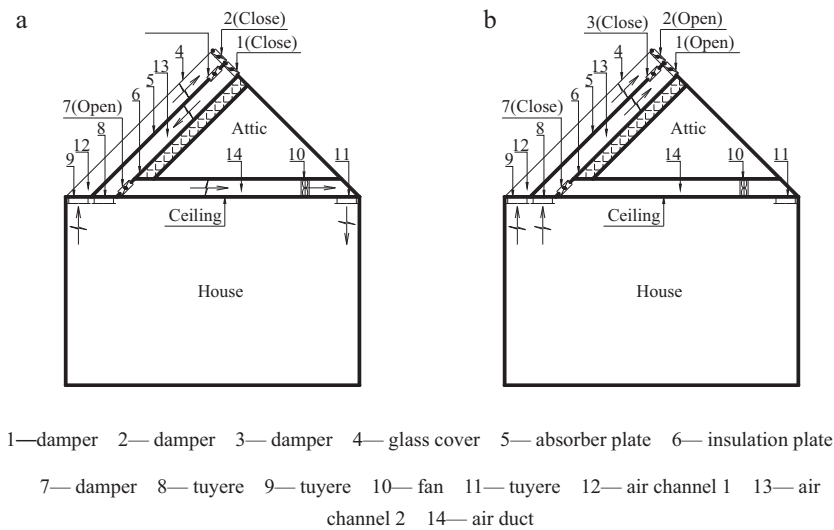 a
2(Close)
1(Close)
4
13
5
6
7(Open)
8
12
9
Attic
14
10
11
Ceiling
House
b
2(Open)
3(Close)
1(Open)
4
13
5
6
7(Close)
8
12
9
Attic
14
10
11
Ceiling
House
1—damper 2— damper 3— damper 4— glass cover 5— absorber plate 6— insulation plate
7— damper 8— tuyere 9— tuyere 10— fan 11— tuyere 12— air channel 1 13— air
channel 2 14— air duct